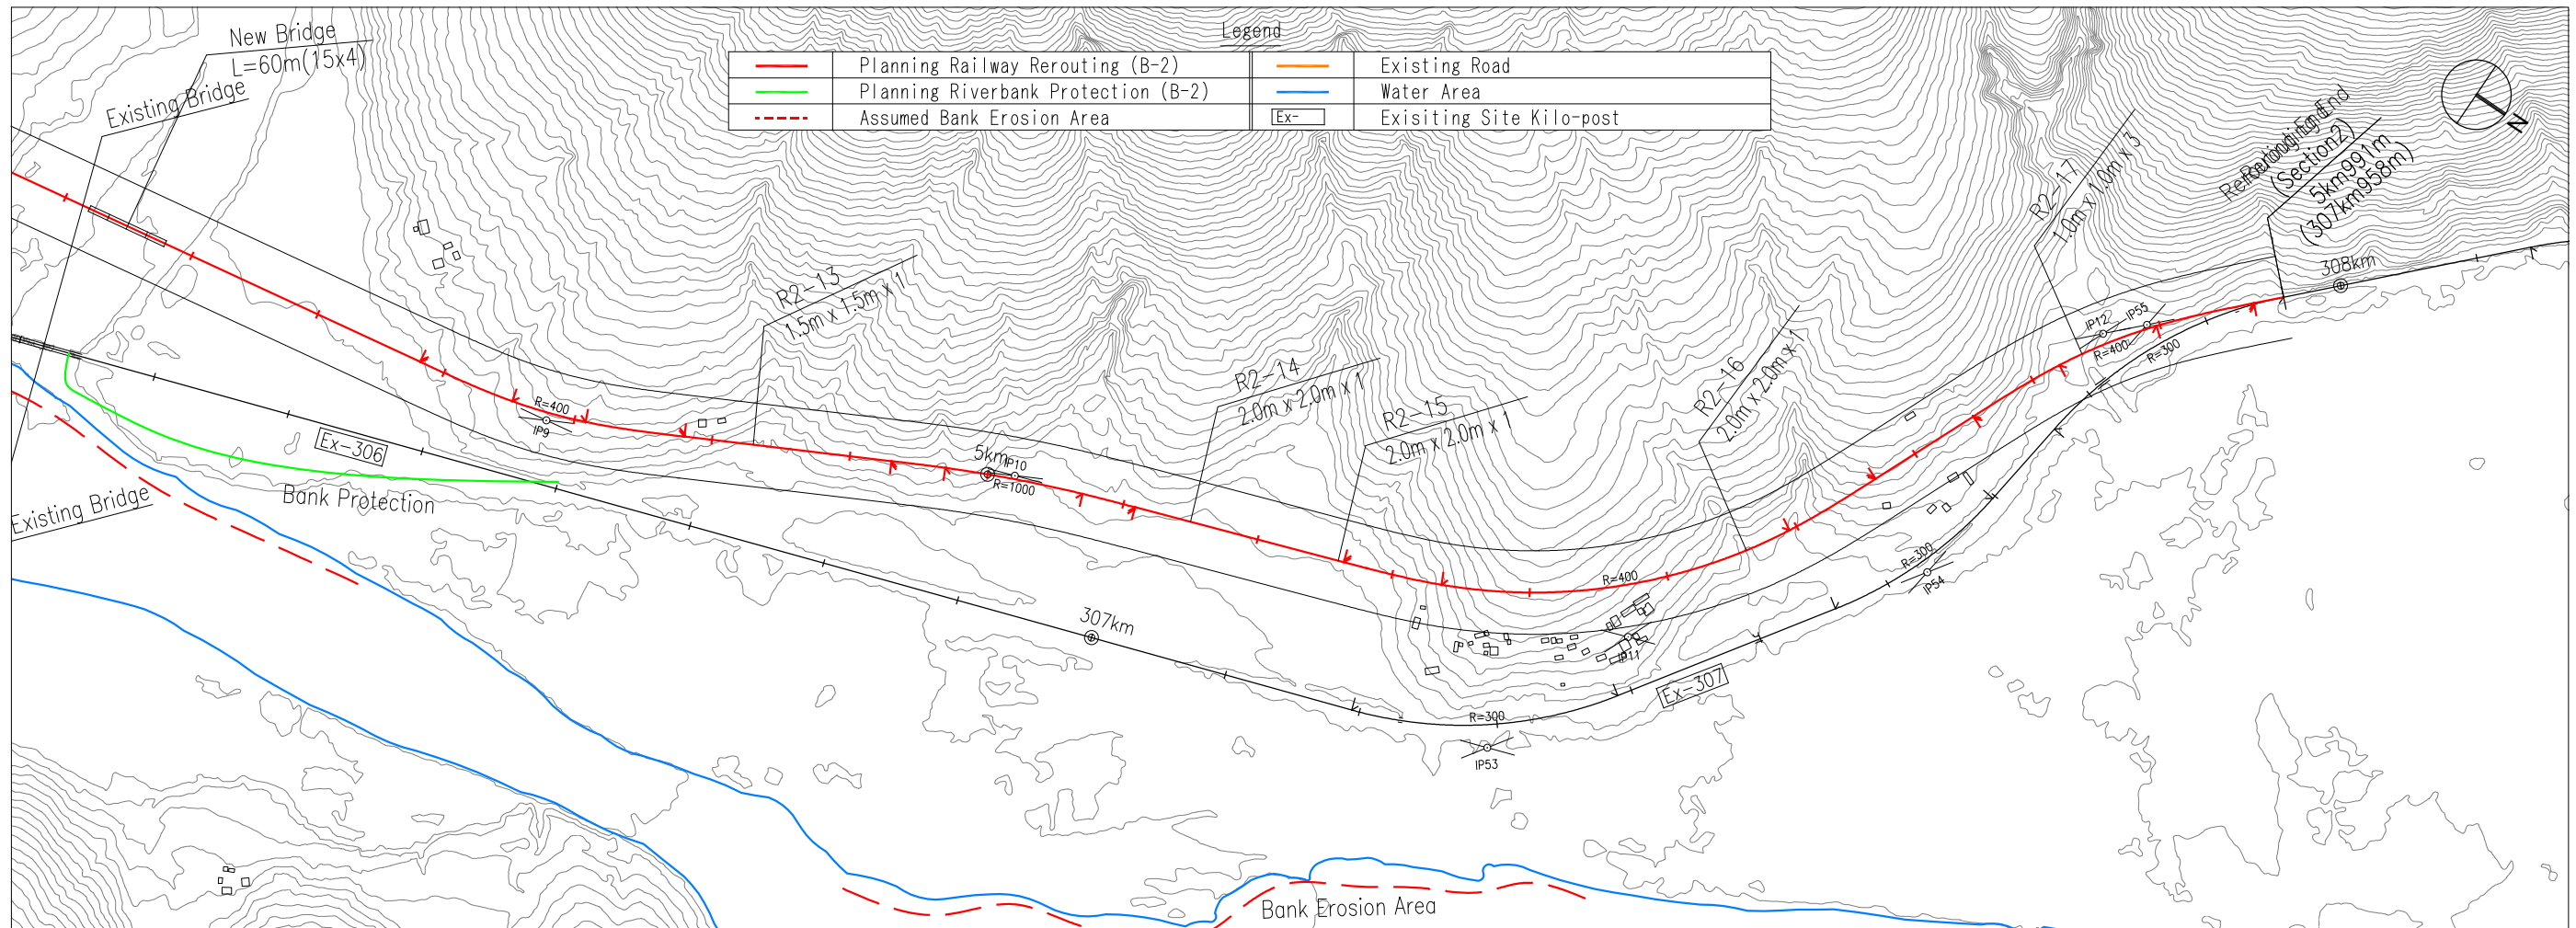 Legend
Planning Railway Rerouting (B-2)
Existing Road
Planning Riverbank Protection (B-2)
Water Area
Assumed Bank Erosion Area
Ex-
Exisiting Site Kilo-post
New Bridge
L=60m(15x4)
Existing Bridge
N
Rerouting End
(Section2)
5km991m
(307km958m)
308km
R2-17
1.0m x 1.0m x 3
R2-13
1.5m x 1.5m x 1
R2-14
2.0m x 2.0m x 1
R2-15
2.0m x 2.0m x 1
R2-16
2.0m x 2.0m x 1
IP12
IP55
R=400
R=300
R=400
IP9
5km
IP10
R=1000
Ex-306
Bank Protection
Existing Bridge
R=400
R=300
IP54
IP11
307km
Ex-307
R=300
IP53
Bank Erosion Area